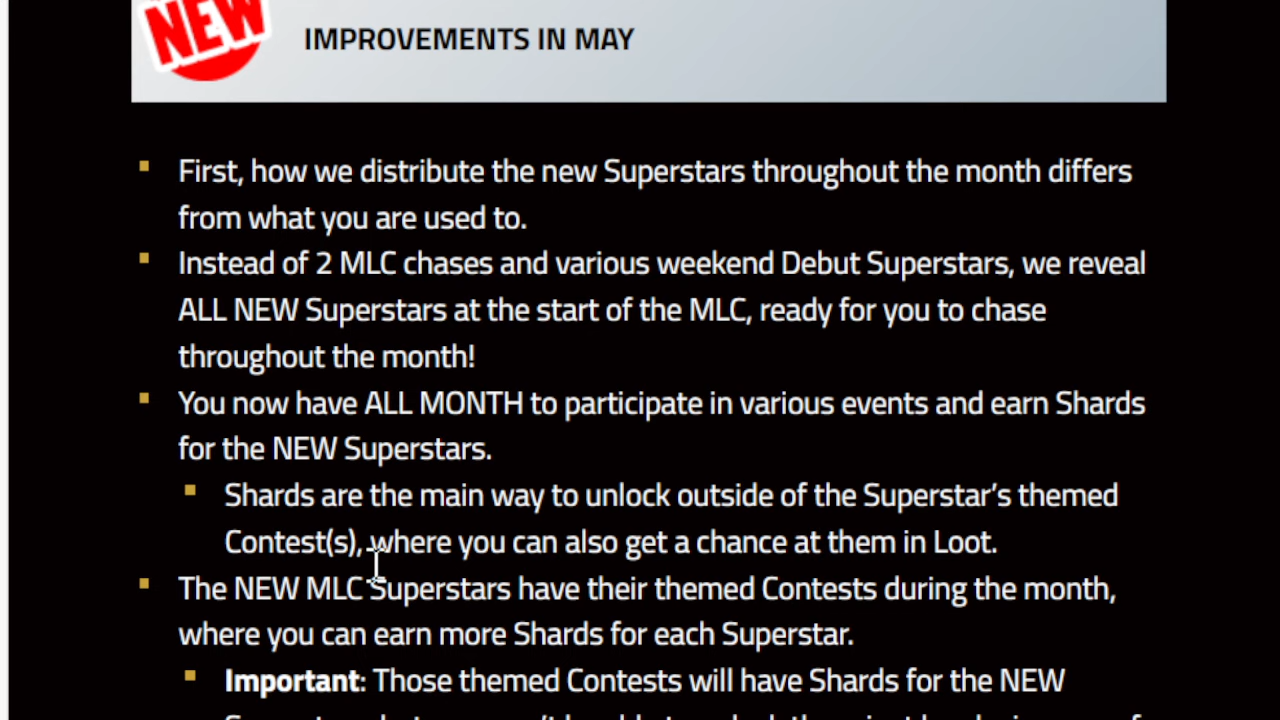 NEW
IMPROVEMENTS IN MAY
First, how we distribute the new Superstars throughout the month differs
from what you are used to.
Instead of 2 MLC chases and various weekend Debut Superstars, we reveal
ALL NEW Superstars at the start of the MLC, ready for you to chase
throughout the month!
You now have ALL MONTH to participate in various events and earn Shards
for the NEW Superstars.
Shards are the main way to unlock outside of the Superstar’s themed
Contest(s), where you can also get a chance at them in Loot.
The NEW MLC Superstars have their themed Contests during the month,
where you can earn more Shards for each Superstar.
Important: Those themed Contests will have Shards for the NEW